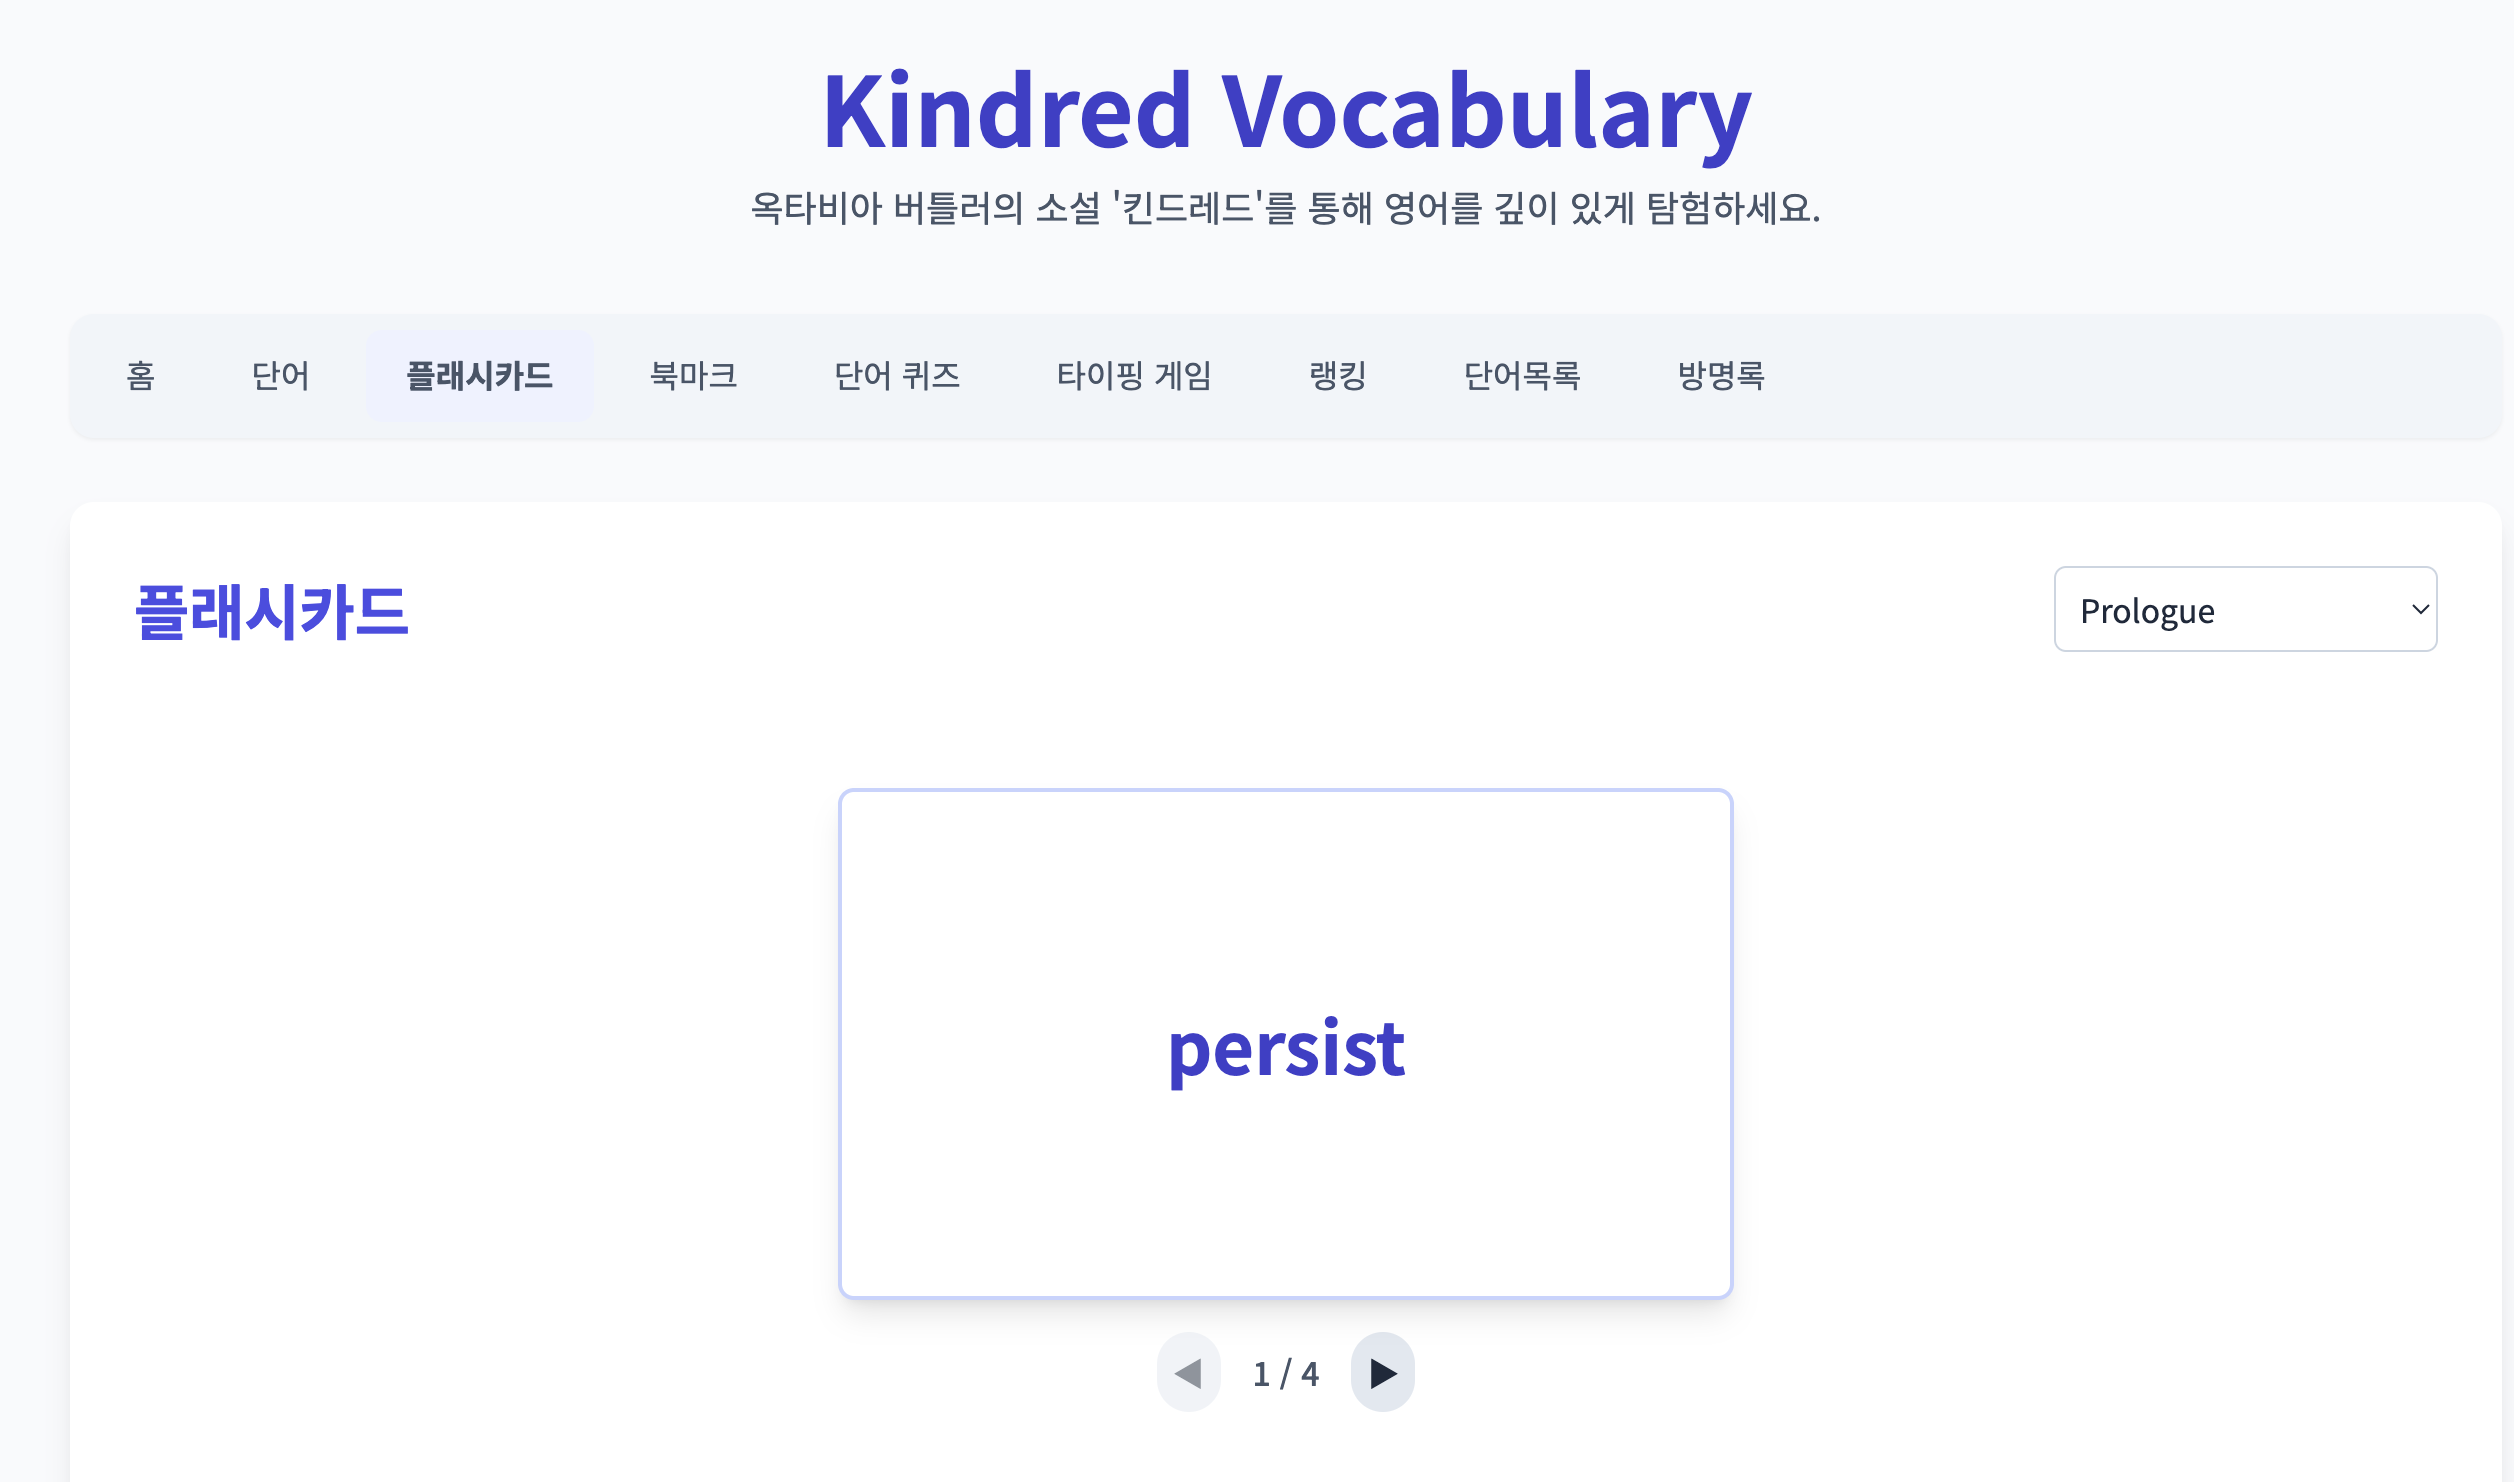 Kindred Vocabulary
옥타비아 버틀러의 소설 '킨드레드'를 통해 영어를 깊이 있게 탐험하세요.
홈 단어 플래시카드 북마크 단어 퀴즈 타이핑 게임 랭킹 단어목록 방명록
플래시카드
Prologue
persist
1 / 4